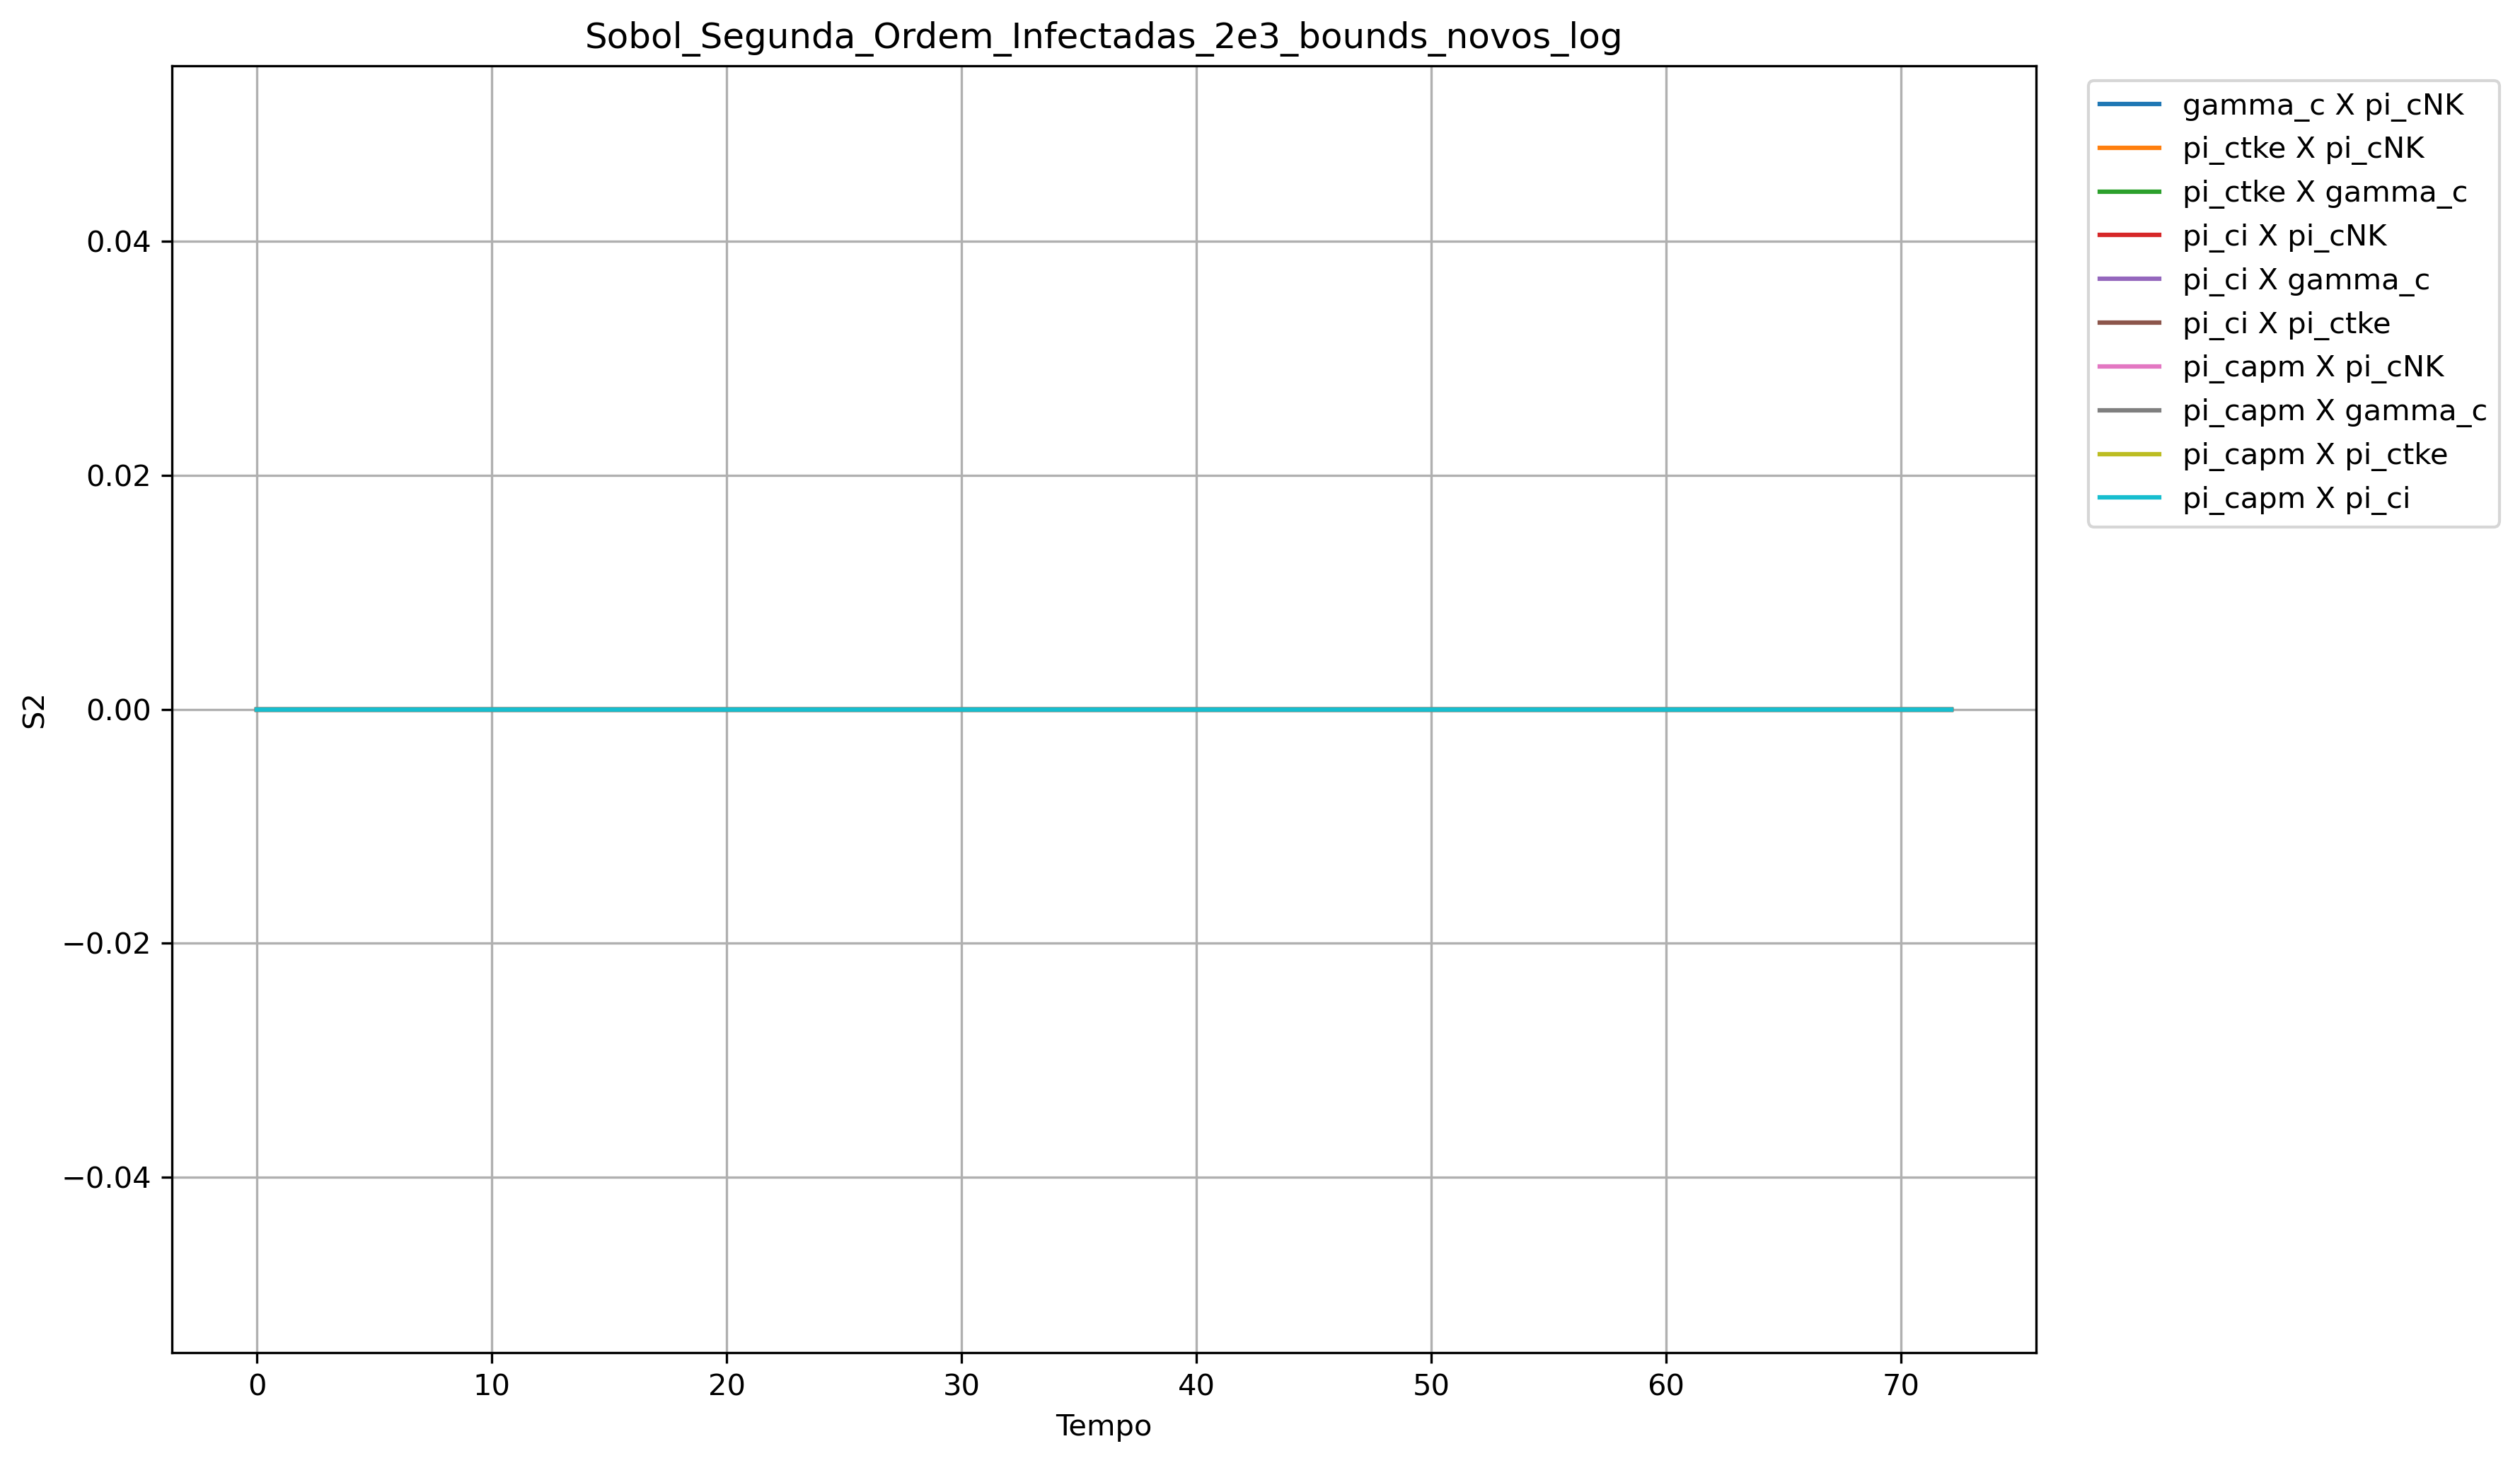 Sobol_Segunda_Ordem_Infectadas_2e3_bounds_novos_log
gamma_c X pi_cNK
pi_ctke X pi_cNK
pi_ctke X gamma_c
pi_ci X pi_cNK
pi_ci X gamma_c
pi_ci X pi_ctke
pi_capm X pi_cNK
pi_capm X gamma_c
pi_capm X pi_ctke
pi_capm X pi_ci
0.04
0.02
0.00
−0.02
−0.04
S2
0 10 20 30 40 50 60 70
Tempo